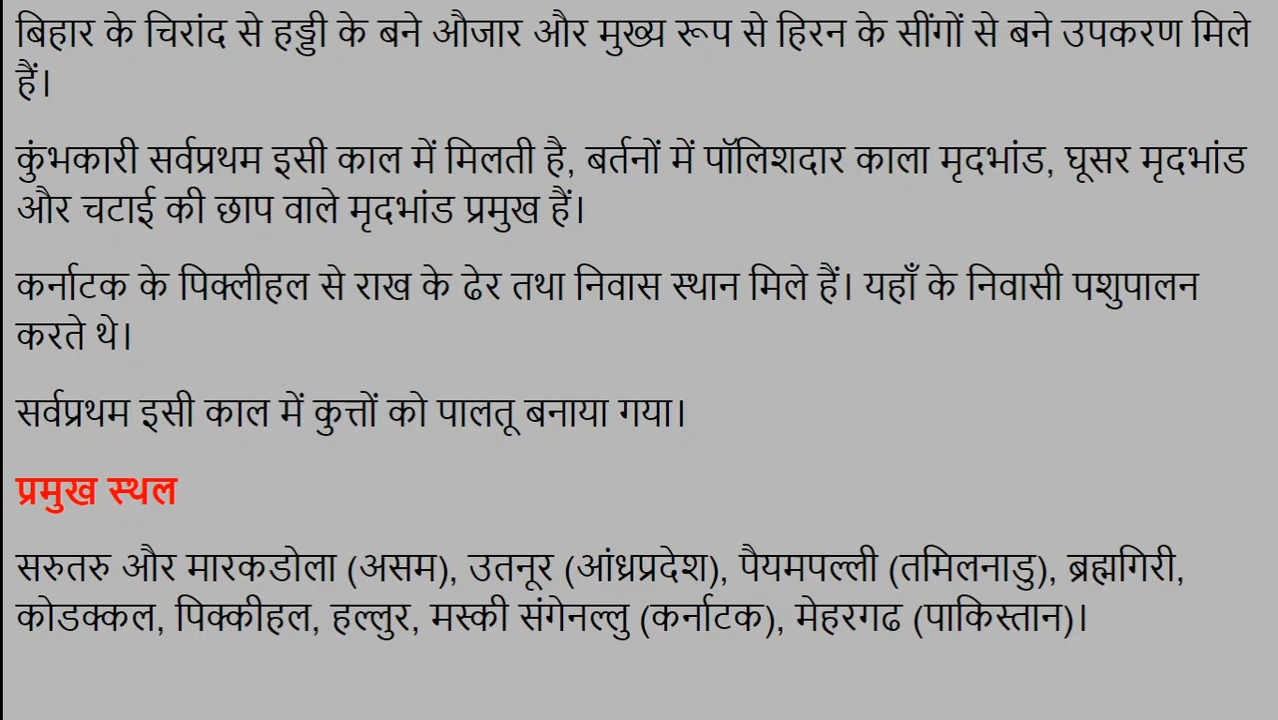 बिहार के चिरांद से हड्डी के बने औजार और मुख्य रूप से हिरन के सींगों से बने उपकरण मिले
हैं।
कुंभकारी सर्वप्रथम इसी काल में मिलती है, बर्तनों में पॉलिशदार काला मृदभांड, घूसर मृदभांड
और चटाई की छाप वाले मृदभांड प्रमुख हैं।
कर्नाटक के पिक्लीहल से राख के ढेर तथा निवास स्थान मिले हैं। यहाँ के निवासी पशुपालन
करते थे।
सर्वप्रथम इसी काल में कुत्तों को पालतू बनाया गया।
प्रमुख स्थल
सरुतरु और मारकडोला (असम), उतनूर (आंध्रप्रदेश), पैयमपल्ली (तमिलनाडु), ब्रह्मगिरी,
कोडक्कल, पिक्कीहल, हल्लुर, मस्की संगेनल्लु (कर्नाटक), मेहरगढ (पाकिस्तान)।